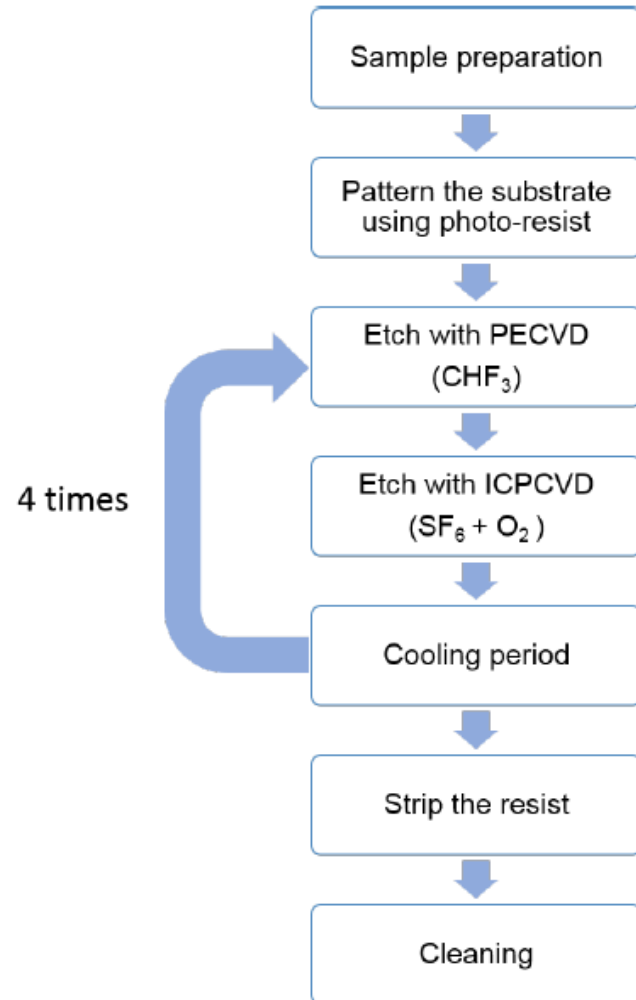 Sample preparation
Pattern the substrate
using photo-resist
Etch with PECVD
(CHF₃)
4 times
Etch with ICPCVD
(SF₆ + O₂ )
Cooling period
Strip the resist
Cleaning